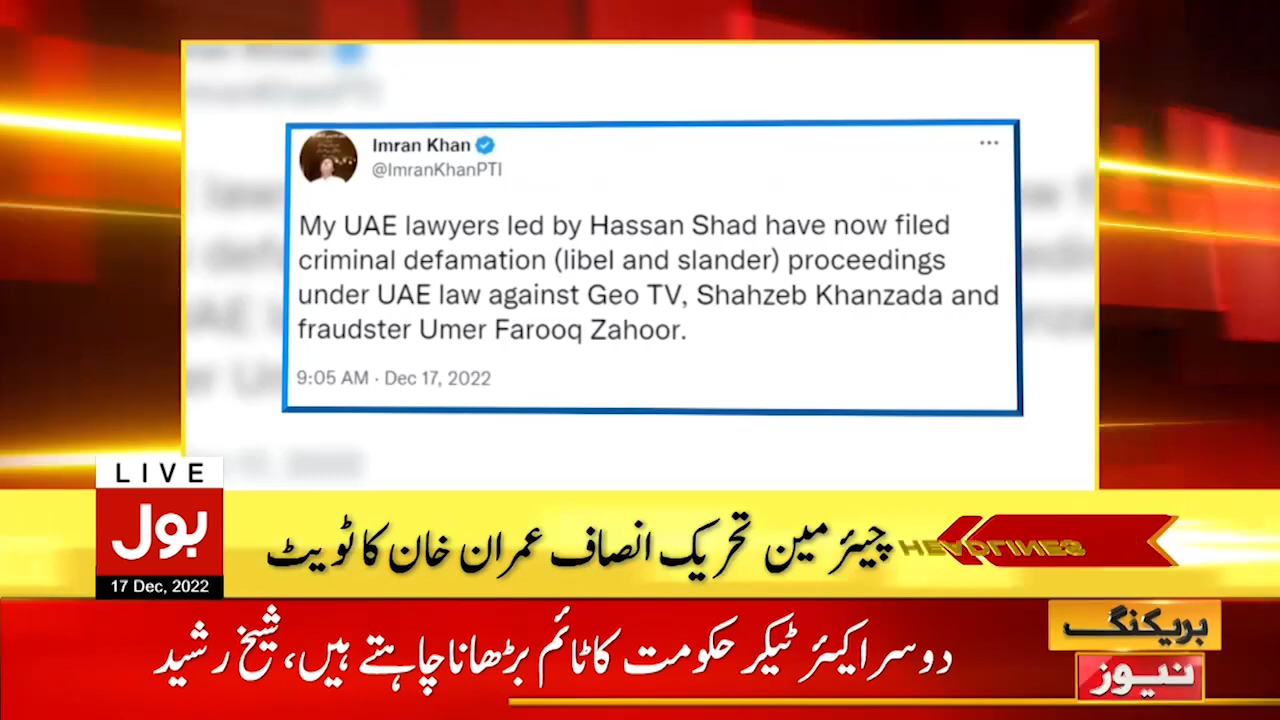 Imran Khan
@ImranKhanPTI
My UAE lawyers led by Hassan Shad have now filed
criminal defamation (libel and slander) proceedings
under UAE law against Geo TV, Shahzeb Khanzada and
fraudster Umer Farooq Zahoor.
9:05 AM · Dec 17, 2022
LIVE
بول
17 Dec, 2022
HEADLINES
چیئرمین تحریک انصاف عمران خان کا ٹویٹ
بریکنگ
نیوز
دوسرا کیئر ٹیکر حکومت کا ٹائم بڑھانا چاہتے ہیں، شیخ رشید